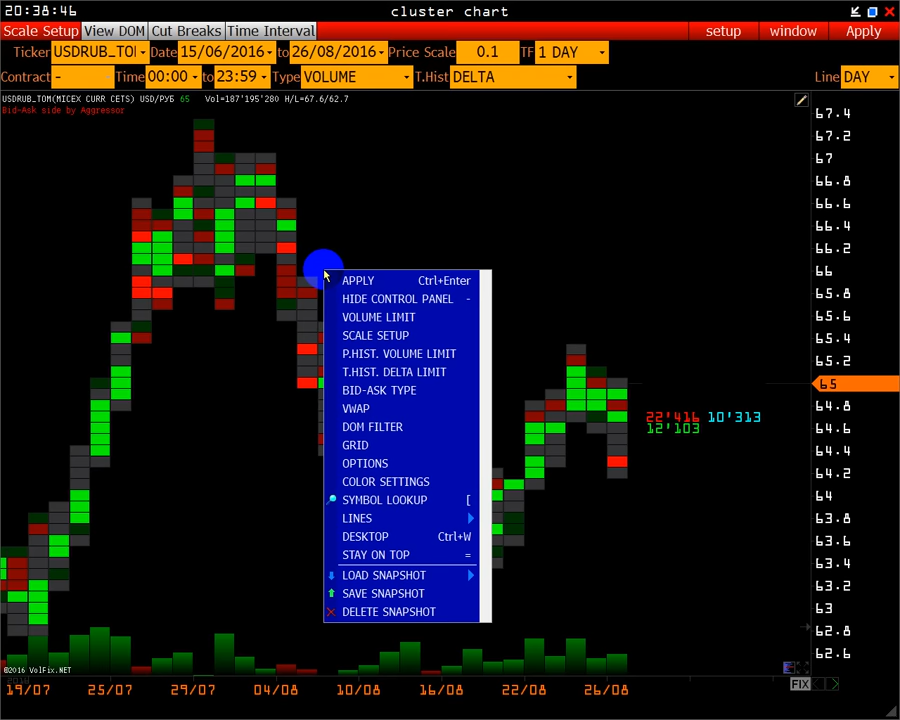 20:38:46 cluster chart
Scale Setup View DOM Cut Breaks Time Interval setup window Apply
Ticker USDRUB_TO Date 15/06/2016 to 26/08/2016 Price Scale 0.1 TF 1 DAY
Contract - Time 00:00 to 23:59 Type VOLUME T.Hist DELTA Line DAY
USDRUB_TOM(MICEX CURR CETS) USD/РУБ 65 Vol=187'195'280 H/L=67.6/62.7
Bid-Ask side by Aggressor
67.4
67.2
67
66.8
66.6
66.4
66.2
66
65.8
65.6
65.4
65.2
65
64.8
64.6
64.4
64.2
64
63.8
63.6
63.4
63.2
63
62.8
62.6
22'416 10'313
12'103
APPLY Ctrl+Enter
HIDE CONTROL PANEL -
VOLUME LIMIT
SCALE SETUP
P.HIST. VOLUME LIMIT
T.HIST. DELTA LIMIT
BID-ASK TYPE
VWAP
DOM FILTER
GRID
OPTIONS
COLOR SETTINGS
SYMBOL LOOKUP [
LINES
DESKTOP Ctrl+W
STAY ON TOP =
LOAD SNAPSHOT
SAVE SNAPSHOT
DELETE SNAPSHOT
©2016 VolFix.NET
2016
FIX
19/07 25/07 29/07 04/08 10/08 16/08 22/08 26/08